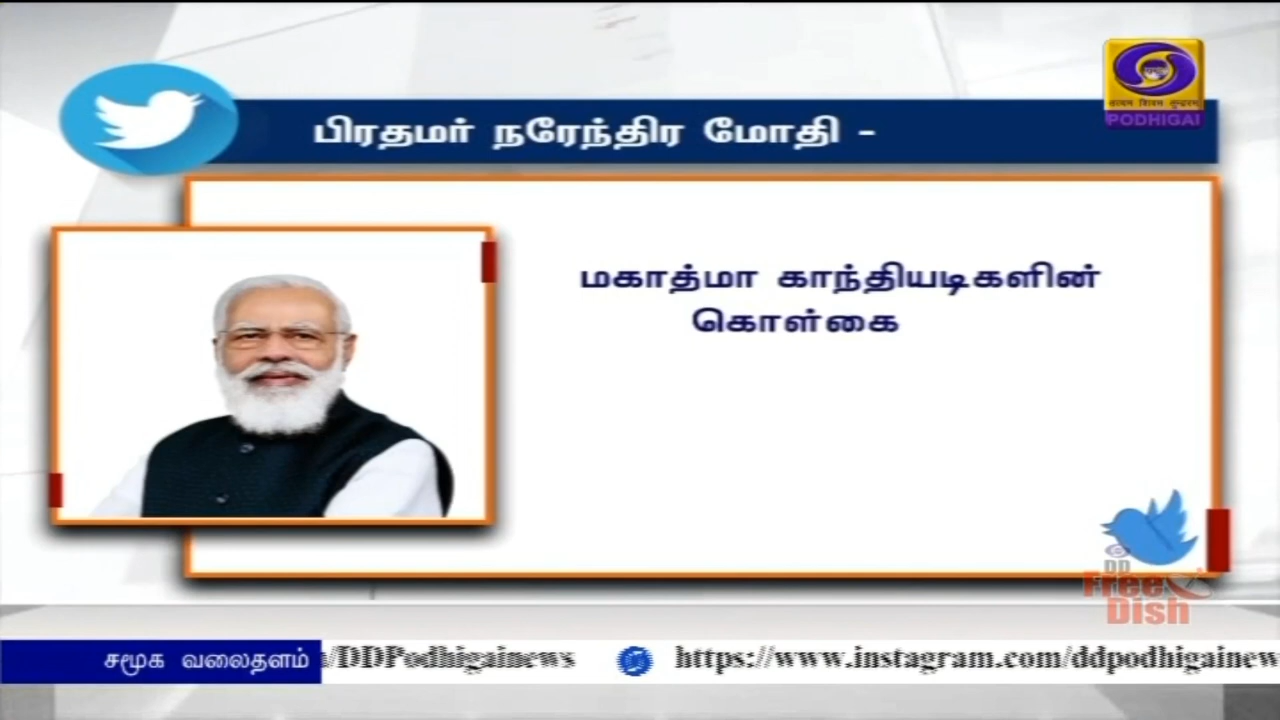 பிரதமர் நரேந்திர மோதி -
PODHIGAI
மகாத்மா காந்தியடிகளின்
கொள்கை
DD
Free
Dish
சமூக வலைதளம்
/DDPodhigainews
https://www.instagram.com/ddpodhigainew